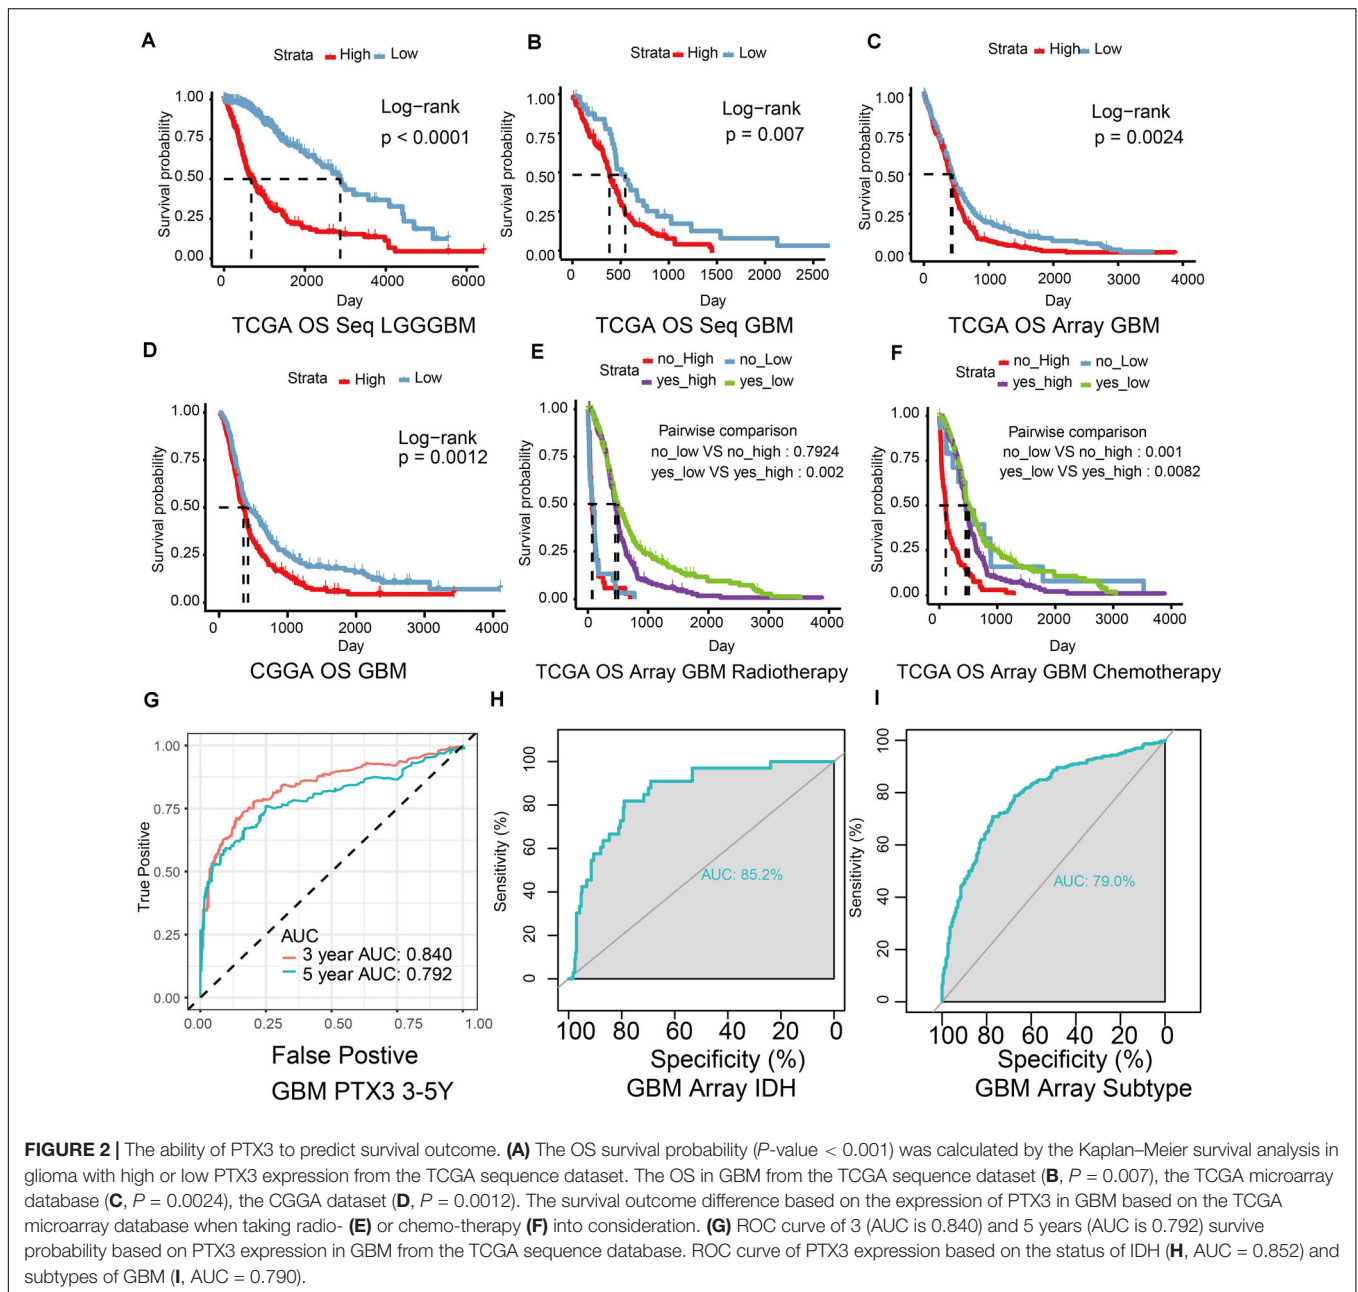 A
Strata High Low
1.00
0.75
0.50
0.25
0.00
Survival probability
Log-rank
p < 0.0001
0 1000 2000 3000 4000 5000 6000
Day
TCGA OS Seq LGGGBM
B
Strata High Low
1.00
0.75
0.50
0.25
0.00
Survival probability
Log-rank
p = 0.007
0 500 1000 1500 2000 2500
Day
TCGA OS Seq GBM
C
Strata High Low
1.00
0.75
0.50
0.25
0.00
Survival probability
Log-rank
p = 0.0024
0 1000 2000 3000 4000
Day
TCGA OS Array GBM
D
Strata High Low
1.00
0.75
0.50
0.25
0.00
Survival probability
Log-rank
p = 0.0012
0 1000 2000 3000 4000
Day
CGGA OS GBM
E
Strata
no_High no_Low
yes_high yes_low
1.00
0.75
0.50
0.25
0.00
Survival probability
Pairwise comparison
no_low VS no_high : 0.7924
yes_low VS yes_high : 0.002
0 1000 2000 3000 4000
Day
TCGA OS Array GBM Radiotherapy
F
Strata
no_High no_Low
yes_high yes_low
1.00
0.75
0.50
0.25
0.00
Survival probability
Pairwise comparison
no_low VS no_high : 0.001
yes_low VS yes_high : 0.0082
0 1000 2000 3000 4000
Day
TCGA OS Array GBM Chemotherapy
G
1.00
0.75
0.50
0.25
0.00
True Positive
AUC
3 year AUC: 0.840
5 year AUC: 0.792
0.00 0.25 0.50 0.75 1.00
False Postive
GBM PTX3 3-5Y
H
100
80
60
40
20
0
Sensitivity (%)
AUC: 85.2%
100 80 60 40 20 0
Specificity (%)
GBM Array IDH
I
100
80
60
40
20
0
Sensitivity (%)
AUC: 79.0%
100 80 60 40 20 0
Specificity (%)
GBM Array Subtype
FIGURE 2 | The ability of PTX3 to predict survival outcome. (A) The OS survival probability (P-value < 0.001) was calculated by the Kaplan–Meier survival analysis in
glioma with high or low PTX3 expression from the TCGA sequence dataset. The OS in GBM from the TCGA sequence dataset (B, P = 0.007), the TCGA microarray
database (C, P = 0.0024), the CGGA dataset (D, P = 0.0012). The survival outcome difference based on the expression of PTX3 in GBM based on the TCGA
microarray database when taking radio- (E) or chemo-therapy (F) into consideration. (G) ROC curve of 3 (AUC is 0.840) and 5 years (AUC is 0.792) survive
probability based on PTX3 expression in GBM from the TCGA sequence database. ROC curve of PTX3 expression based on the status of IDH (H, AUC = 0.852) and
subtypes of GBM (I, AUC = 0.790).